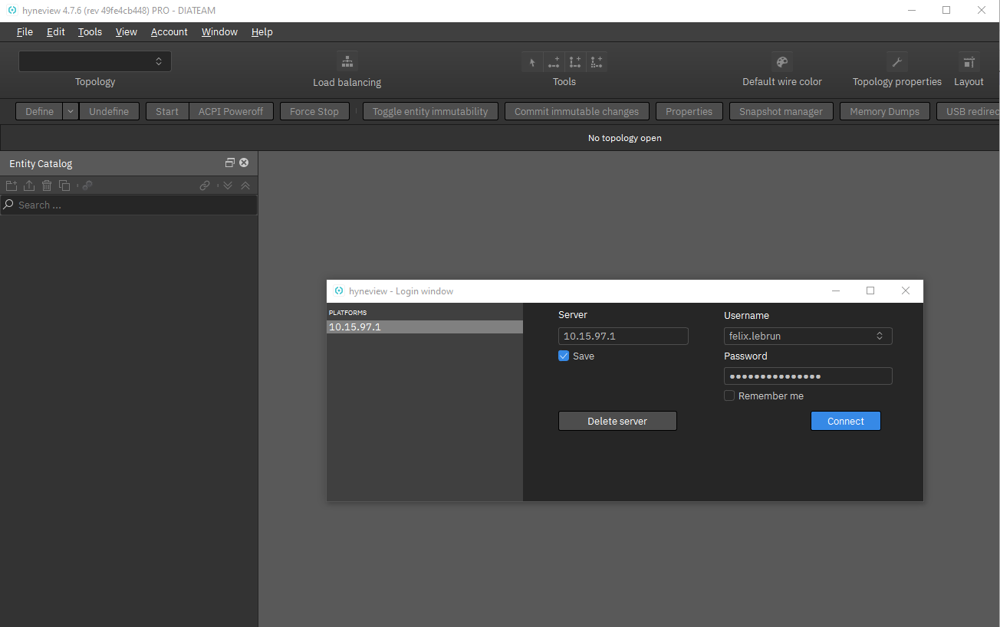 hyneview 4.7.6 (rev 49fe4cb448) PRO - DIATEAM
File Edit Tools View Account Window Help
Topology Load balancing Tools Default wire color Topology properties Layout
Define Undefine Start ACPI Poweroff Force Stop Toggle entity immutability Commit immutable changes Properties Snapshot manager Memory Dumps USB redirec
No topology open
Entity Catalog
Search ...
hyneview - Login window
PLATFORMS
10.15.97.1
Server
10.15.97.1
Save
Delete server
Username
felix.lebrun
Password
●●●●●●●●●●●●●●●
Remember me
Connect